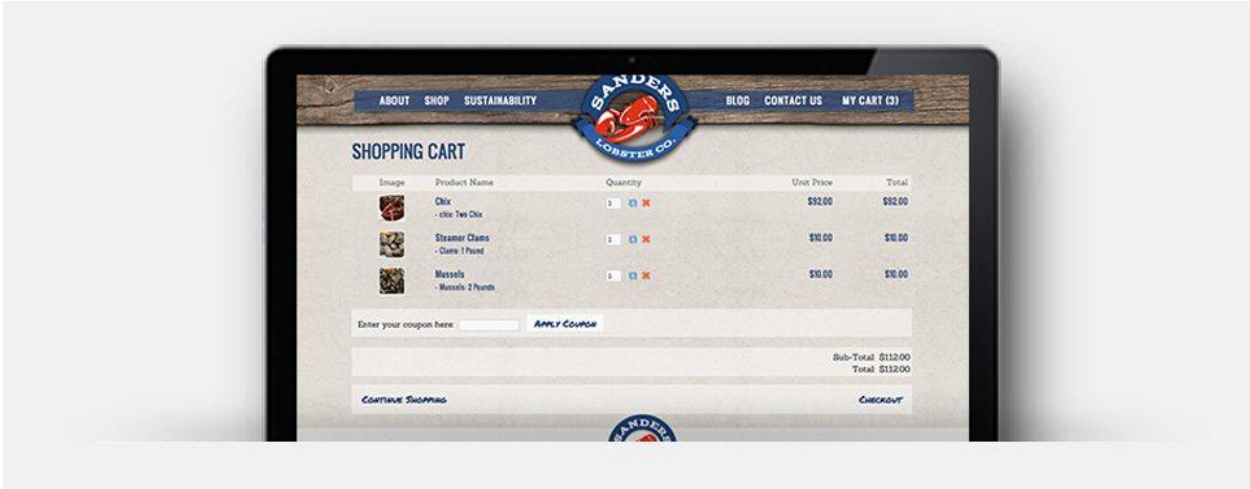 ABOUT SHOP SUSTAINABILITY
SANDERS
LOBSTER CO.
BLOG CONTACT US MY CART (3)
SHOPPING CART
Image Product Name Quantity Unit Price Total
Chix 1 $92.00 $92.00
- chix: Two Chix
Steamer Clams 1 $10.00 $10.00
- Clams: 1 Pound
Mussels 1 $10.00 $10.00
- Mussels: 2 Pounds
Enter your coupon here: APPLY COUPON
Sub-Total: $112.00
Total: $112.00
CONTINUE SHOPPING CHECKOUT
SANDERS